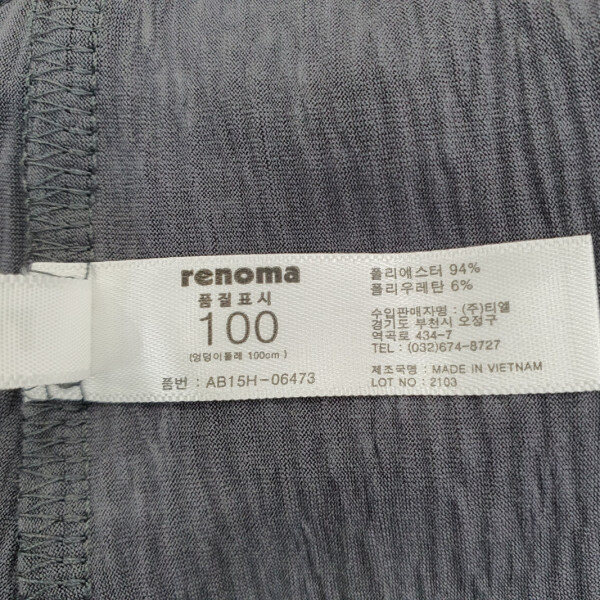 renoma
품질표시
100
(엉덩이둘레 100cm)
품번 : AB15H-06473
폴리에스터 94%
폴리우레탄 6%
수입판매자명 : (주)티엘
경기도 부천시 오정구
역곡로 434-7
TEL : (032)674-8727
제조국명 : MADE IN VIETNAM
LOT NO : 2103